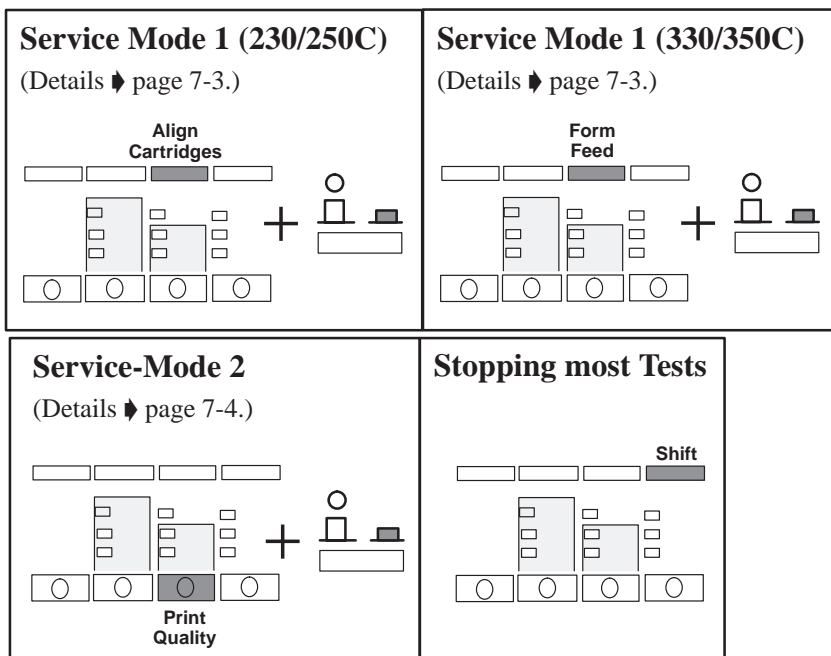 Service Mode 1 (230/250C)
(Details ➧ page 7-3.)
Align
Cartridges
Service Mode 1 (330/350C)
(Details ➧ page 7-3.)
Form
Feed
Service-Mode 2
(Details ➧ page 7-4.)
Print
Quality
Stopping most Tests
Shift